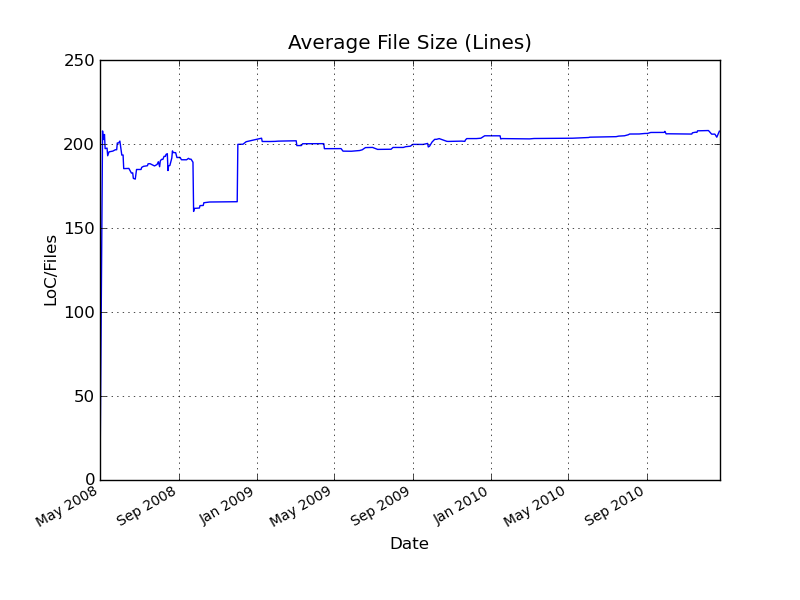 Average File Size (Lines)
250
200
150
100
50
0
LoC/Files
May 2008
Sep 2008
Jan 2009
May 2009
Sep 2009
Jan 2010
May 2010
Sep 2010
Date